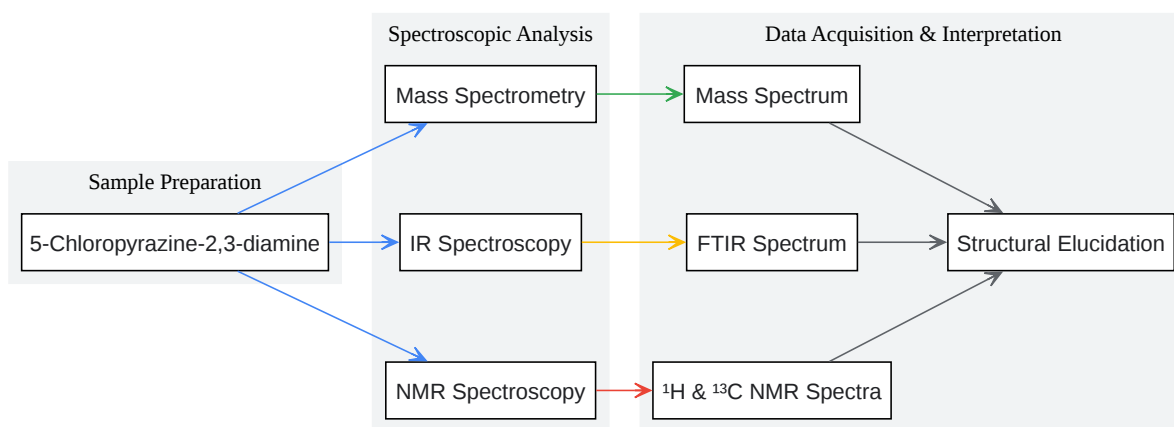 Spectroscopic Analysis
Data Acquisition & Interpretation
Mass Spectrometry
Mass Spectrum
Sample Preparation
5-Chloropyrazine-2,3-diamine
IR Spectroscopy
FTIR Spectrum
Structural Elucidation
NMR Spectroscopy
¹H & ¹³C NMR Spectra